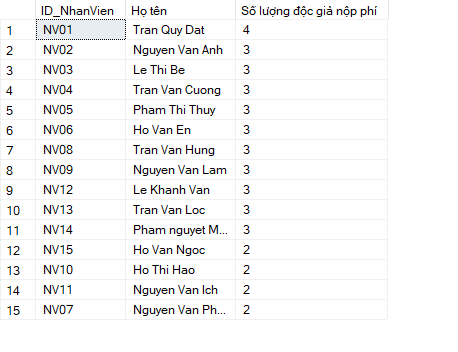 ID_NhanVien Họ tên Số lượng độc giả nộp phí
1 NV01 Tran Quy Dat 4
2 NV02 Nguyen Van Anh 3
3 NV03 Le Thi Be 3
4 NV04 Tran Van Cuong 3
5 NV05 Pham Thi Thuy 3
6 NV06 Ho Van En 3
7 NV08 Tran Van Hung 3
8 NV09 Nguyen Van Lam 3
9 NV12 Le Khanh Van 3
10 NV13 Tran Van Loc 3
11 NV14 Pham nguyet M... 3
12 NV15 Ho Van Ngoc 2
13 NV10 Ho Thi Hao 2
14 NV11 Nguyen Van Ich 2
15 NV07 Nguyen Van Ph... 2